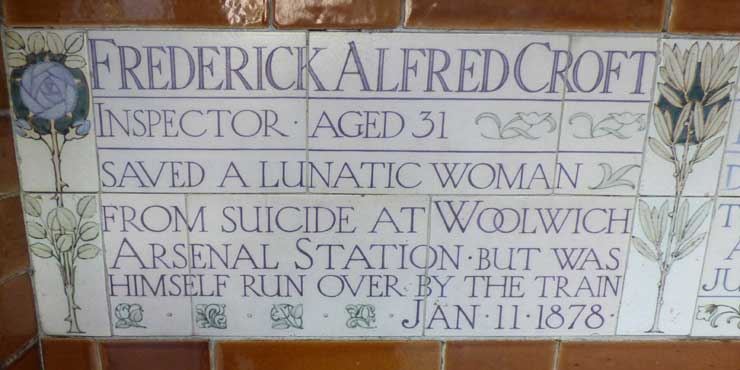 FREDERICK ALFRED CROFT
INSPECTOR · AGED 31
SAVED A LUNATIC WOMAN
FROM SUICIDE AT WOOLWICH
ARSENAL STATION · BUT WAS
HIMSELF RUN OVER BY THE TRAIN
JAN · 11 · 1878 ·